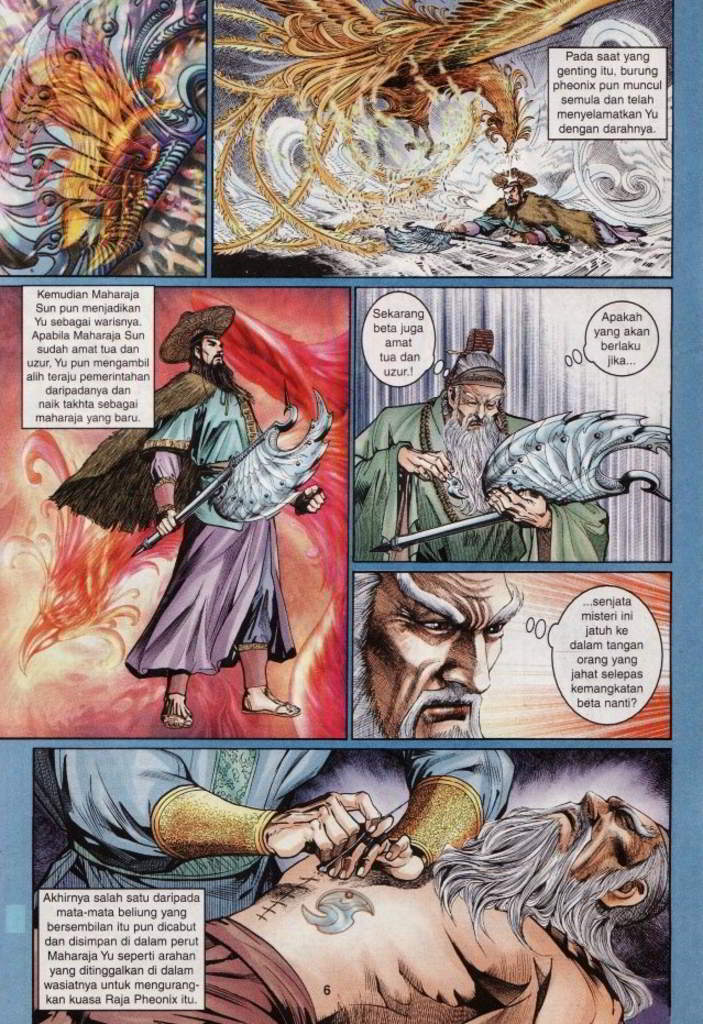 Pada saat yang
genting itu, burung
pheonix pun muncul
semula dan telah
menyelamatkan Yu
dengan darahnya.
Kemudian Maharaja
Sun pun menjadikan
Yu sebagai warisnya.
Apabila Maharaja Sun
sudah amat tua dan
uzur, Yu pun mengambil
alih teraju pemerintahan
daripadanya dan
naik takhta sebagai
maharaja yang baru.
Sekarang
beta juga
amat
tua dan
uzur.!
Apakah
yang akan
berlaku
jika...
...senjata
misteri ini
jatuh ke
dalam tangan
orang yang
jahat selepas
kemangkatan
beta nanti?
Akhirnya salah satu daripada
mata-mata beliung yang
bersembilan itu pun dicabut
dan disimpan di dalam perut
Maharaja Yu seperti arahan
yang ditinggalkan di dalam
wasiatnya untuk mengurang-
kan kuasa Raja Pheonix itu.
6